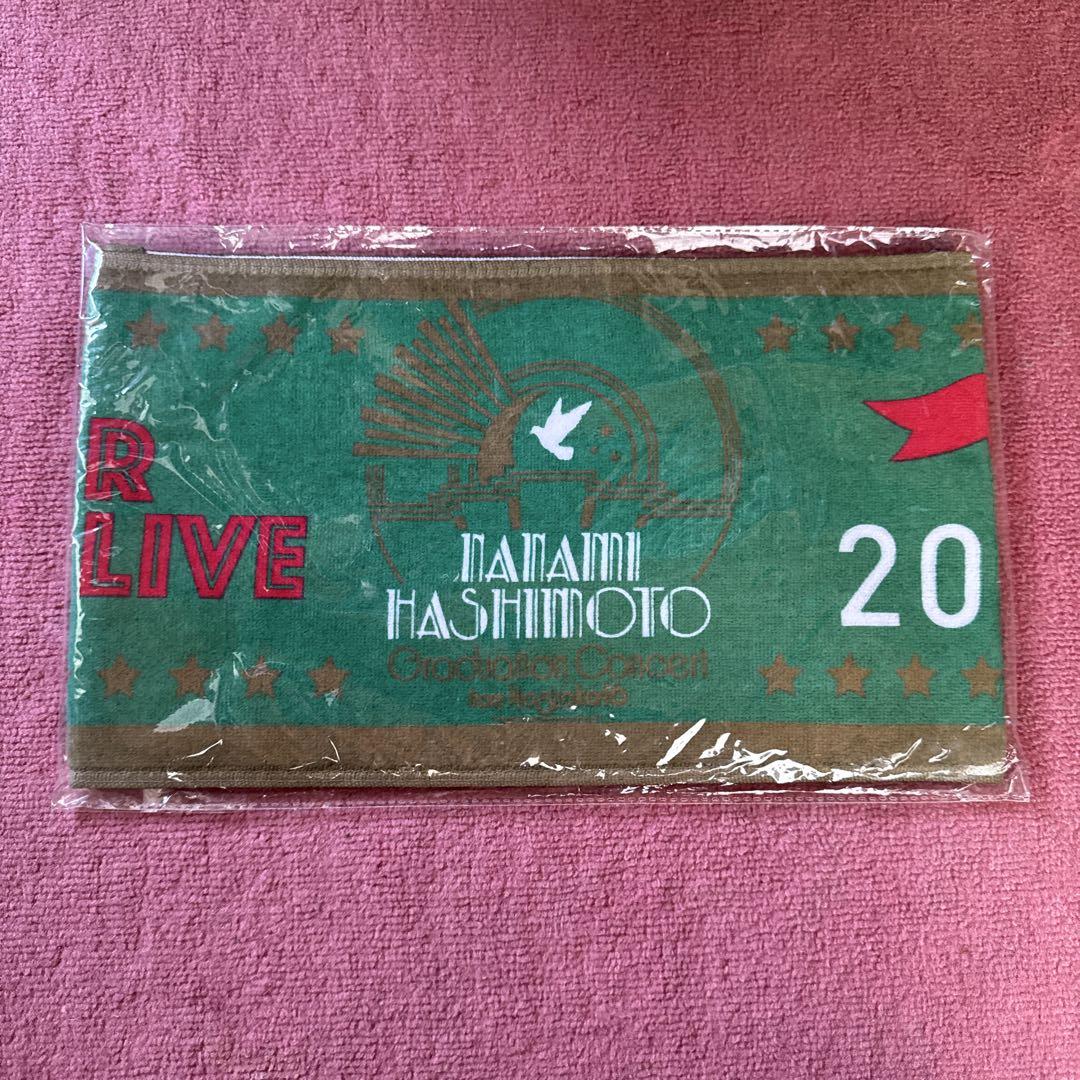 R
LIVE
NANAMI
HASHIMOTO
Graduation Concert
20